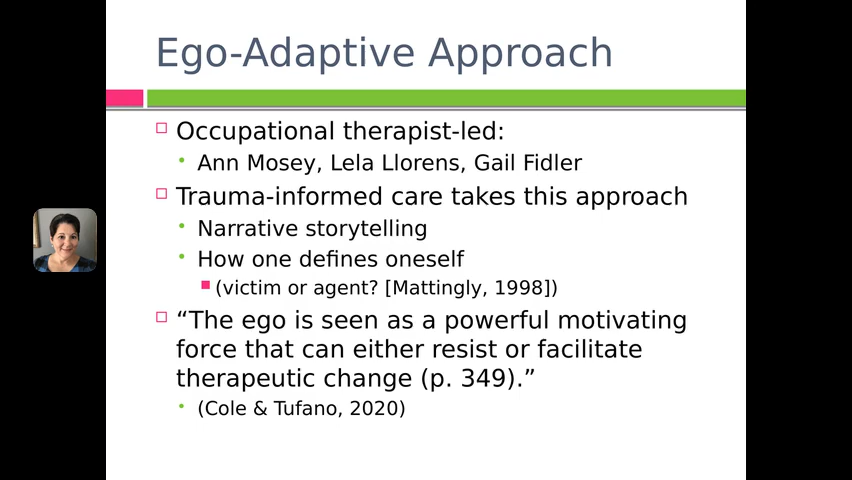 Ego-Adaptive Approach
Occupational therapist-led:
Ann Mosey, Lela Llorens, Gail Fidler
Trauma-informed care takes this approach
Narrative storytelling
How one defines oneself
(victim or agent? [Mattingly, 1998])
“The ego is seen as a powerful motivating
force that can either resist or facilitate
therapeutic change (p. 349).”
(Cole & Tufano, 2020)